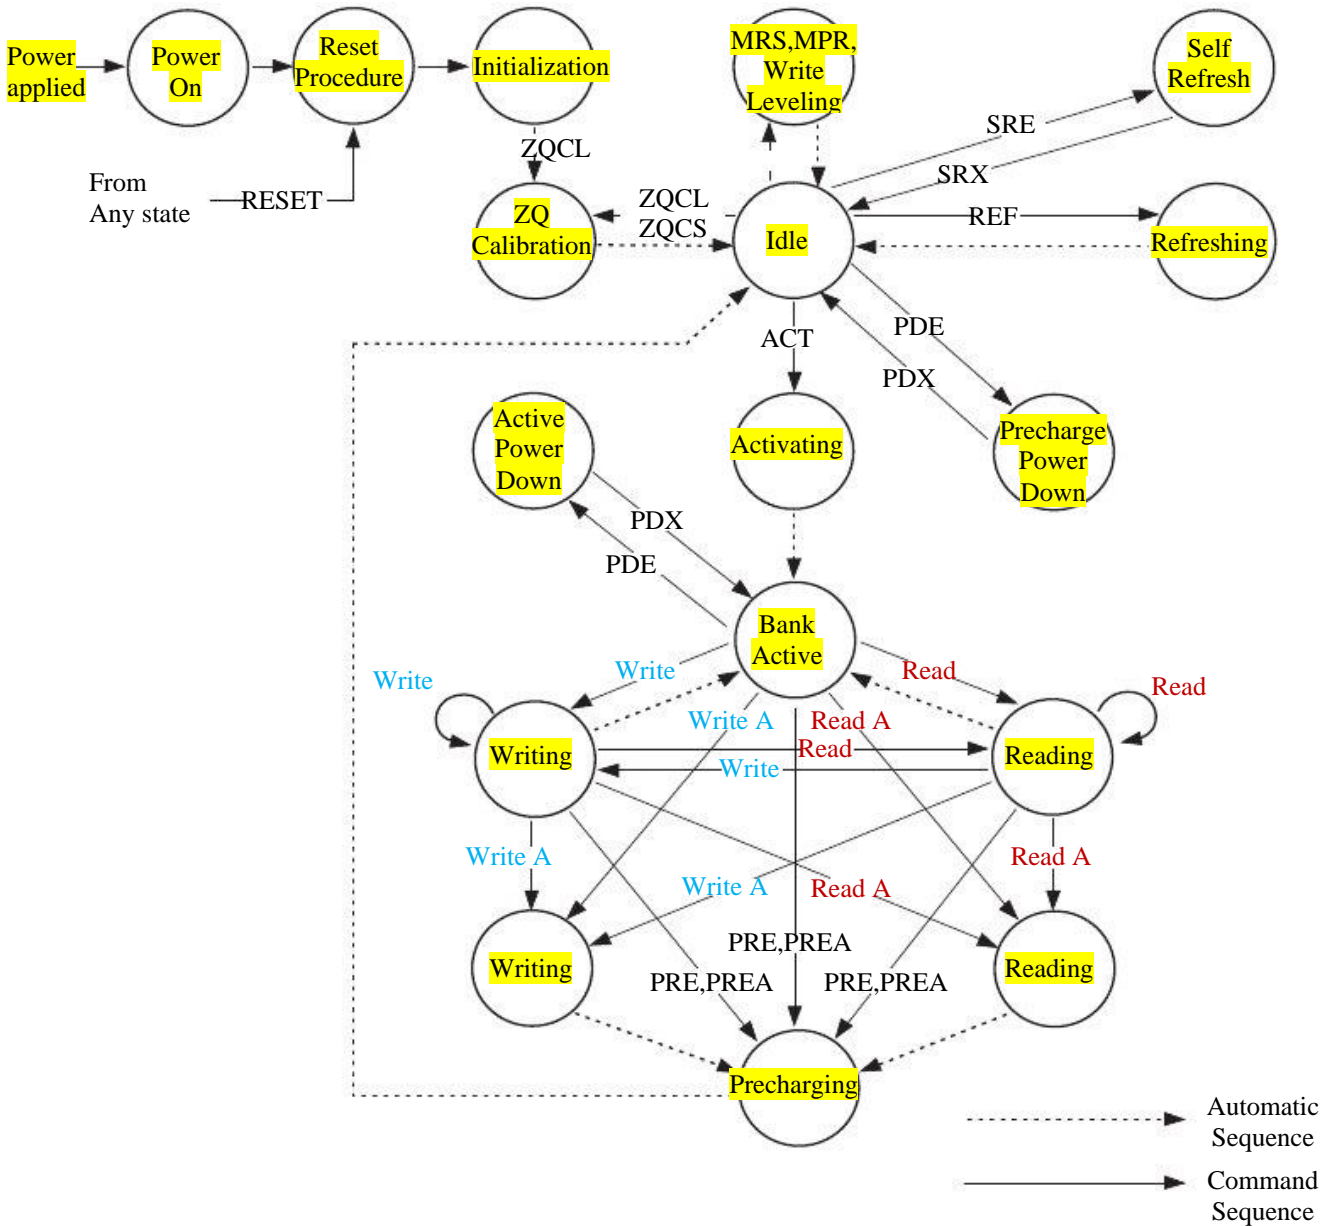 Power
applied
Power
On
Reset
Procedure
Initialization
MRS,MPR,
Write
Leveling
Self
Refresh
From
Any state
RESET
ZQCL
ZQ
Calibration
ZQCL
ZQCS
Idle
SRE
SRX
REF
Refreshing
ACT
PDE
PDX
Active
Power
Down
Activating
Precharge
Power
Down
PDX
PDE
Bank
Active
Write
Write
Read
Read
Write A
Read A
Writing
Read
Write
Reading
Write A
Write A
Read A
Read A
Writing
PRE,PREA
Reading
PRE,PREA
PRE,PREA
Precharging
Automatic
Sequence
Command
Sequence